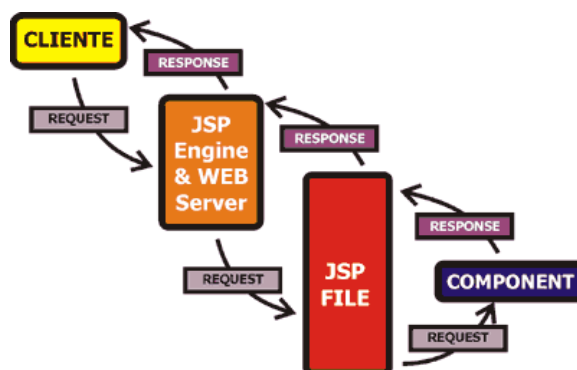 CLIENTE
RESPONSE
REQUEST
JSP
Engine
& WEB
Server
RESPONSE
REQUEST
JSP
FILE
RESPONSE
COMPONENT
REQUEST